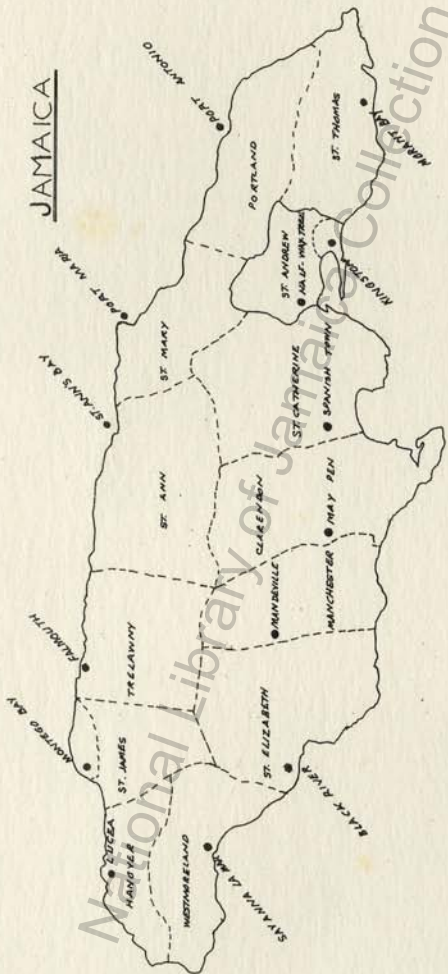 JAMAICA
MONTEGO BAY
FALMOUTH
ST. ANN'S BAY
PORT MARIA
PORT ANTONIO
LUCEA
HANOVER
ST. JAMES
TRELAWNY
ST. ANN
ST. MARY
PORTLAND
WESTMORELAND
ST. ELIZABETH
MANDEVILLE
MANCHESTER
CLARENDON
MAY PEN
ST. CATHERINE
SPANISH TOWN
ST. ANDREW
HALF-WAY TREE
ST. THOMAS
SAVANNA LA MAR
BLACK RIVER
KINGSTON
MORANT BAY
National Library of Jamaica Collection